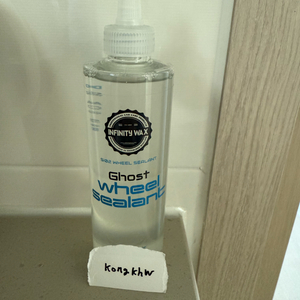 INFINITY WAX
SiO2 WHEEL SEALANT
Ghost
wheel
sealant
kongkhw